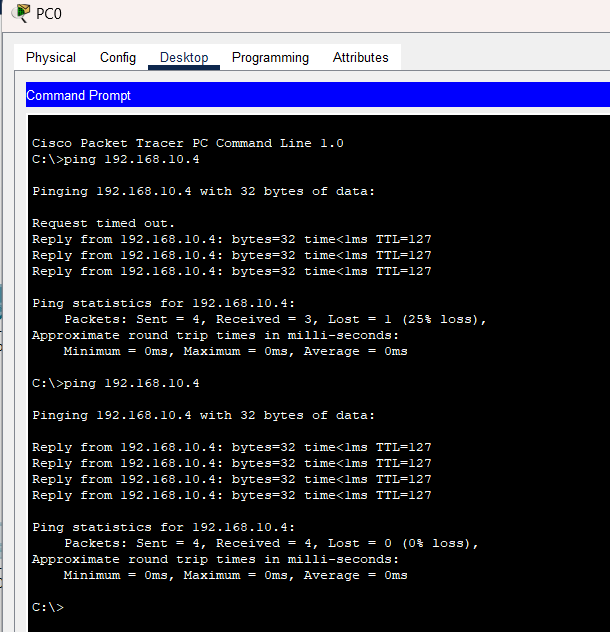 PC0
Physical Config Desktop Programming Attributes
Command Prompt
Cisco Packet Tracer PC Command Line 1.0
C:\>ping 192.168.10.4
Pinging 192.168.10.4 with 32 bytes of data:
Request timed out.
Reply from 192.168.10.4: bytes=32 time<1ms TTL=127
Reply from 192.168.10.4: bytes=32 time<1ms TTL=127
Reply from 192.168.10.4: bytes=32 time<1ms TTL=127
Ping statistics for 192.168.10.4:
Packets: Sent = 4, Received = 3, Lost = 1 (25% loss),
Approximate round trip times in milli-seconds:
Minimum = 0ms, Maximum = 0ms, Average = 0ms
C:\>ping 192.168.10.4
Pinging 192.168.10.4 with 32 bytes of data:
Reply from 192.168.10.4: bytes=32 time<1ms TTL=127
Reply from 192.168.10.4: bytes=32 time<1ms TTL=127
Reply from 192.168.10.4: bytes=32 time<1ms TTL=127
Reply from 192.168.10.4: bytes=32 time<1ms TTL=127
Ping statistics for 192.168.10.4:
Packets: Sent = 4, Received = 4, Lost = 0 (0% loss),
Approximate round trip times in milli-seconds:
Minimum = 0ms, Maximum = 0ms, Average = 0ms
C:\>